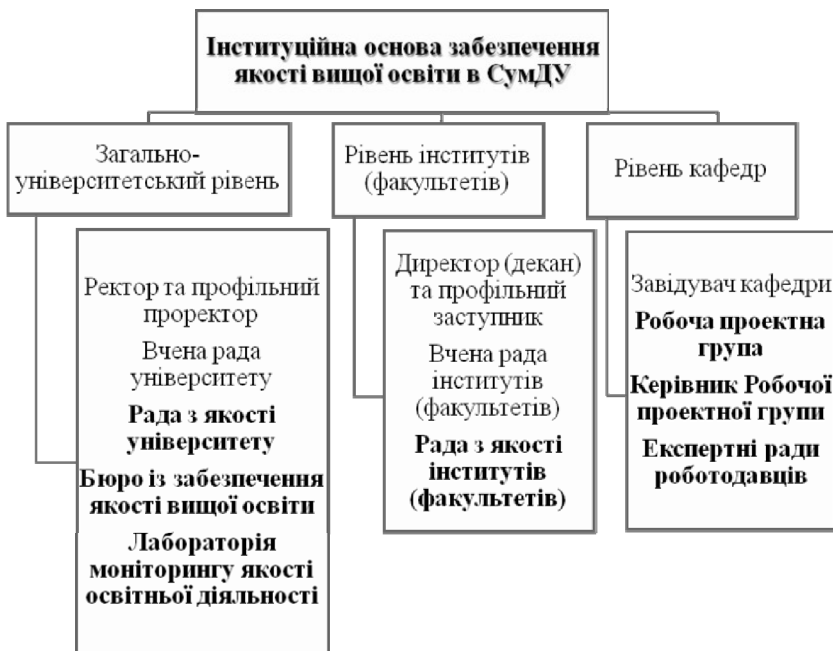 Інституційна основа забезпечення
якості вищої освіти в СумДУ
Загально-
університетський рівень
Рівень інститутів
(факультетів)
Рівень кафедр
Ректор та профільний
проректор
Вчена рада
університету
Рада з якості
університету
Бюро із забезпечення
якості вищої освіти
Лабораторія
моніторингу якості
освітньої діяльності
Директор (декан)
та профільний
заступник
Вчена рада
інститутів
(факультетів)
Рада з якості
інститутів
(факультетів)
Завідувач кафедри
Робоча проектна
група
Керівник Робочої
проектної групи
Експертні ради
роботодавців